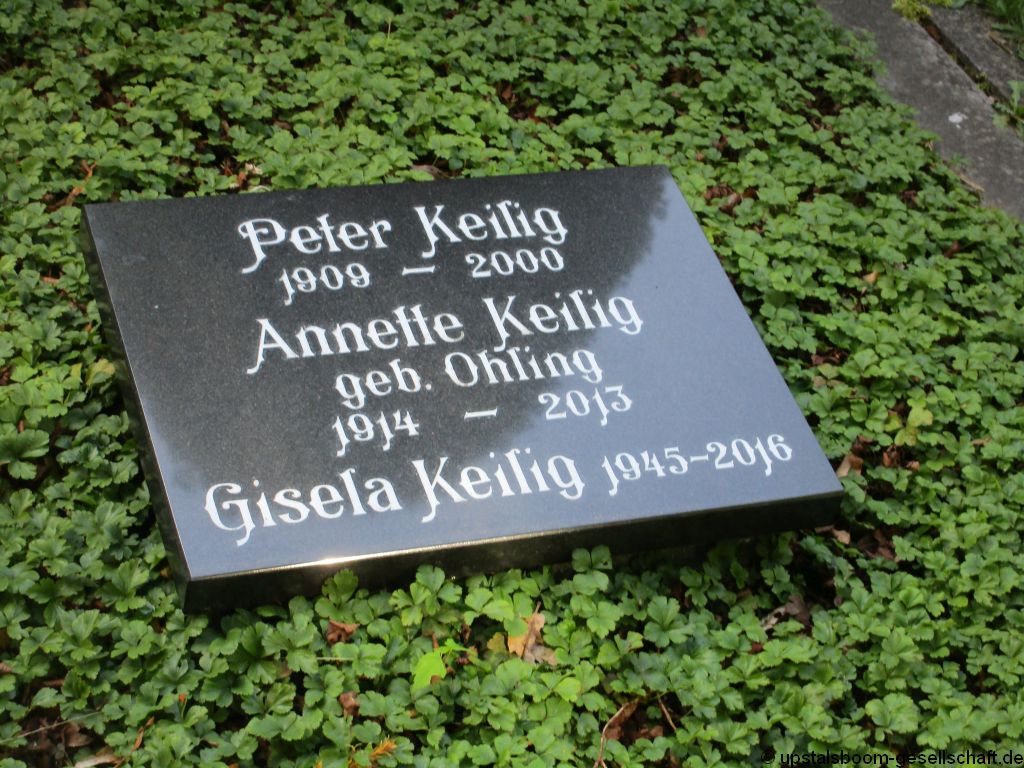 Peter Keilig
1909 – 2000
Annette Keilig
geb. Ohling
1914 – 2013
Gisela Keilig 1945-2016
© upstalsboom-gesellschaft.de